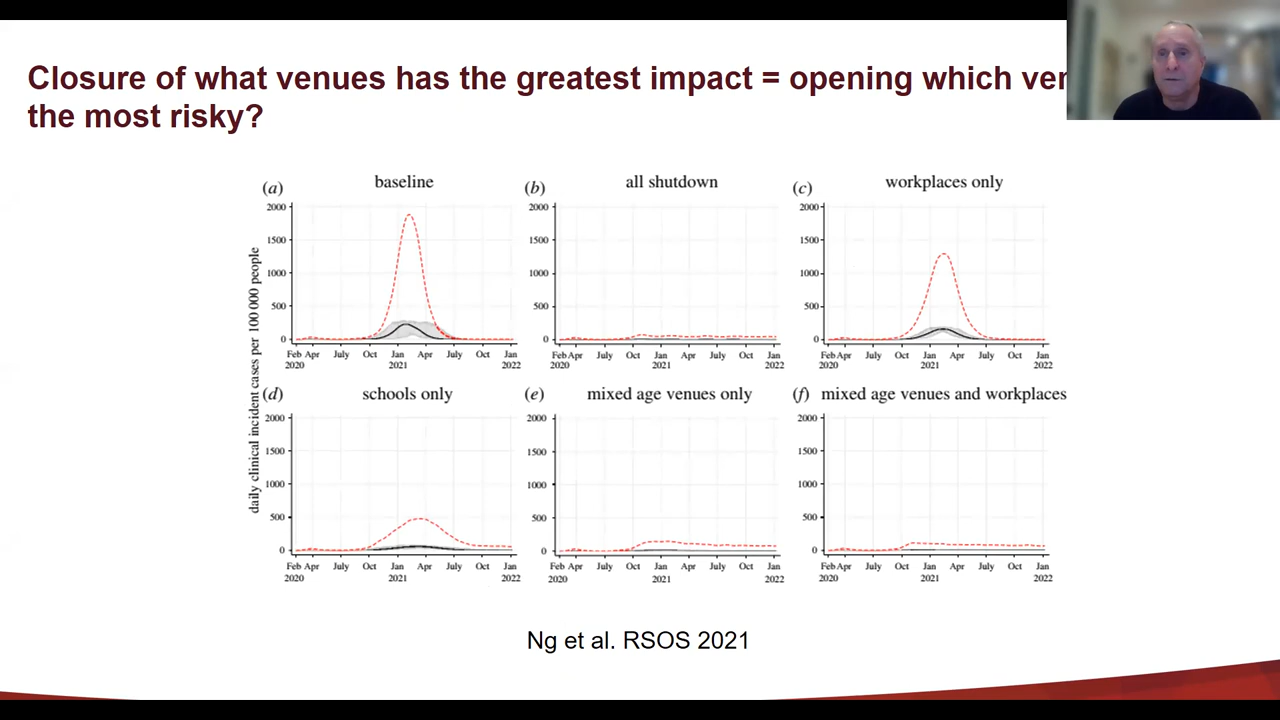 Closure of what venues has the greatest impact = opening which
the most risky?
(a) baseline
(b) all shutdown
(c) workplaces only
daily clinical incident cases per 100 000 people
2000 2000 2000
1500 1500 1500
1000 1000 1000
500 500 500
0 0 0
Feb Apr July Oct Jan Apr July Oct Jan
2020 2021 2022
Feb Apr July Oct Jan Apr July Oct Jan
2020 2021 2022
Feb Apr July Oct Jan Apr July Oct Jan
2020 2021 2022
(d) schools only
(e) mixed age venues only
(f) mixed age venues and workplaces
2000 2000 2000
1500 1500 1500
1000 1000 1000
500 500 500
0 0 0
Feb Apr July Oct Jan Apr July Oct Jan
2020 2021 2022
Feb Apr July Oct Jan Apr July Oct Jan
2020 2021 2022
Feb Apr July Oct Jan Apr July Oct Jan
2020 2021 2022
Ng et al. RSOS 2021